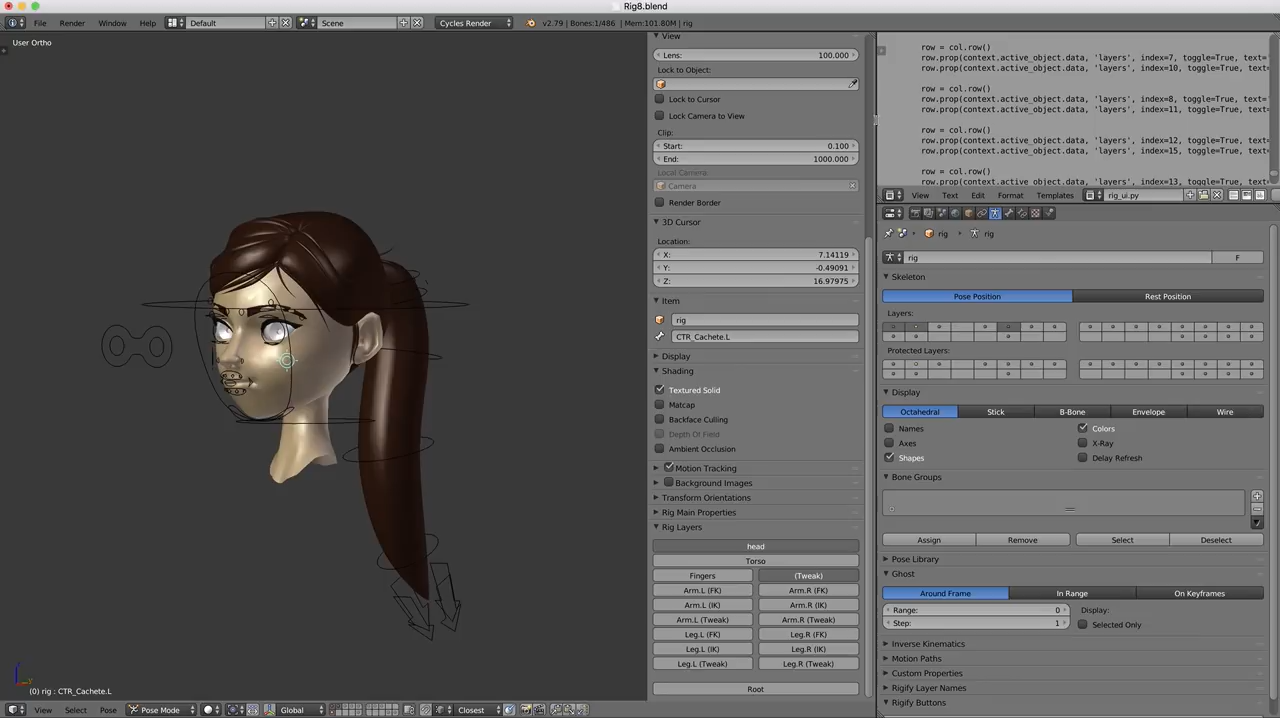 Rig8.blend
File Render Window Help Default Scene Cycles Render v2.79 | Bones:1/486 | Mem:101.80M | rig
User Ortho
View
Lens: 100.000
Lock to Object:
Lock to Cursor
Lock Camera to View
Clip:
Start: 0.100
End: 1000.000
Local Camera
Camera
Render Border
3D Cursor
Location:
X: 7.14119
Y: -0.49091
Z: 16.97975
Item
rig
CTR_Cachete.L
Display
Shading
Textured Solid
Matcap
Backface Culling
Depth Of Field
Ambient Occlusion
Motion Tracking
Background Images
Transform Orientations
Rig Main Properties
Rig Layers
head
Torso
Fingers (Tweak)
Arm.L (FK) Arm.R (FK)
Arm.L (IK) Arm.R (IK)
Arm.L (Tweak) Arm.R (Tweak)
Leg.L (FK) Leg.R (FK)
Leg.L (IK) Leg.R (IK)
Leg.L (Tweak) Leg.R (Tweak)
Root
row = col.row()
row.prop(context.active_object.data, 'layers', index=7, toggle=True, text=
row.prop(context.active_object.data, 'layers', index=10, toggle=True, text=
row = col.row()
row.prop(context.active_object.data, 'layers', index=8, toggle=True, text=
row.prop(context.active_object.data, 'layers', index=11, toggle=True, text=
row = col.row()
row.prop(context.active_object.data, 'layers', index=12, toggle=True, text=
row.prop(context.active_object.data, 'layers', index=15, toggle=True, text=
row = col.row()
row.prop(context.active_object.data, 'layers', index=13, toggle=True, text=
View Text Edit Format Templates rig_ui.py
rig rig
rig F
Skeleton
Pose Position Rest Position
Layers:
Protected Layers:
Display
Octahedral Stick B-Bone Envelope Wire
Names Colors
Axes X-Ray
Shapes Delay Refresh
Bone Groups
Assign Remove Select Deselect
Pose Library
Ghost
Around Frame In Range On Keyframes
Range: 0 Display:
Step: 1 Selected Only
Inverse Kinematics
Motion Paths
Custom Properties
Rigify Layer Names
Rigify Buttons
(0) rig : CTR_Cachete.L
View Select Pose Pose Mode Global Closest